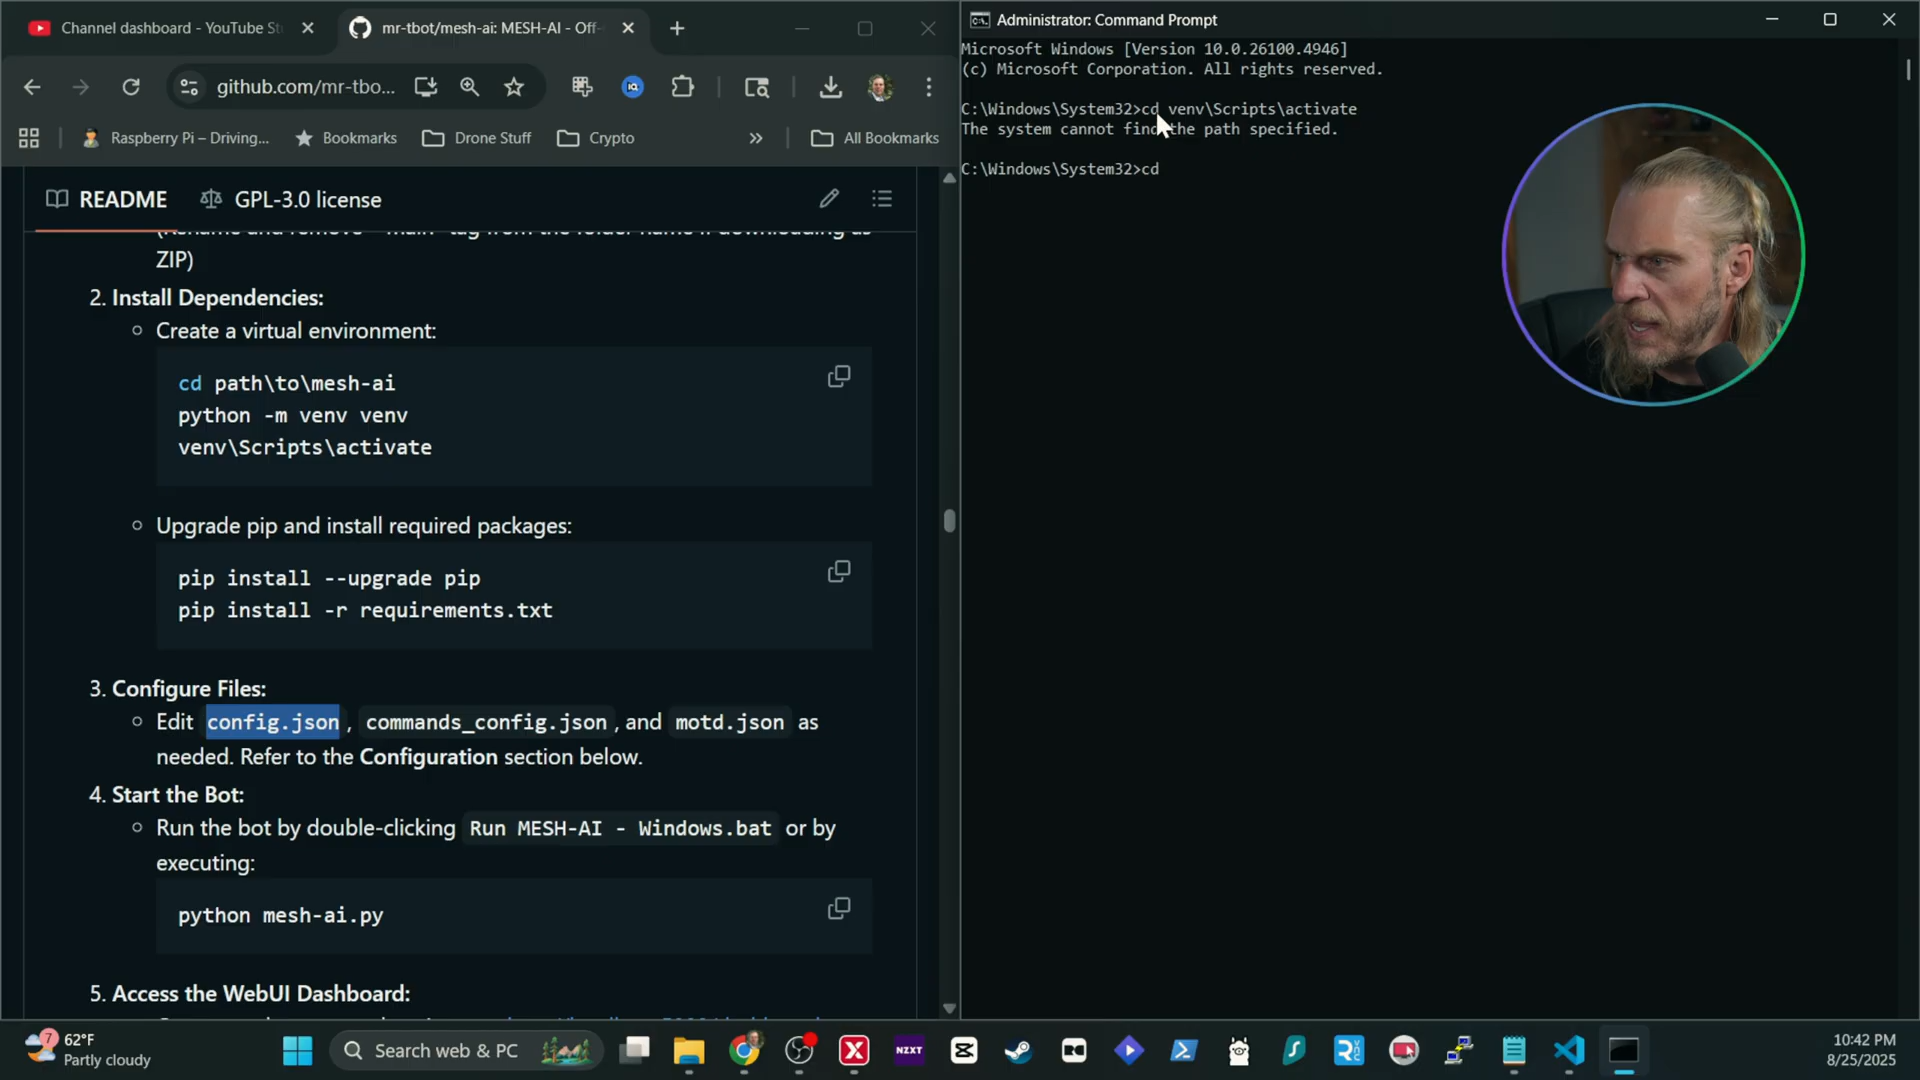 Channel dashboard - YouTube St
mr-tbot/mesh-ai: MESH-AI - Off-
github.com/mr-tbo...
Raspberry Pi – Driving...
Bookmarks
Drone Stuff
Crypto
»
All Bookmarks
README
GPL-3.0 license
ZIP)
2. Install Dependencies:
Create a virtual environment:
cd path\to\mesh-ai
python -m venv venv
venv\Scripts\activate
Upgrade pip and install required packages:
pip install --upgrade pip
pip install -r requirements.txt
3. Configure Files:
Edit config.json, commands_config.json, and motd.json as
needed. Refer to the Configuration section below.
4. Start the Bot:
Run the bot by double-clicking Run MESH-AI - Windows.bat or by
executing:
python mesh-ai.py
5. Access the WebUI Dashboard:
Administrator: Command Prompt
Microsoft Windows [Version 10.0.26100.4946]
(c) Microsoft Corporation. All rights reserved.
C:\Windows\System32>cd venv\Scripts\activate
The system cannot find the path specified.
C:\Windows\System32>cd
7
62°F
Partly cloudy
Search web & PC
NZXT
10:42 PM
8/25/2025